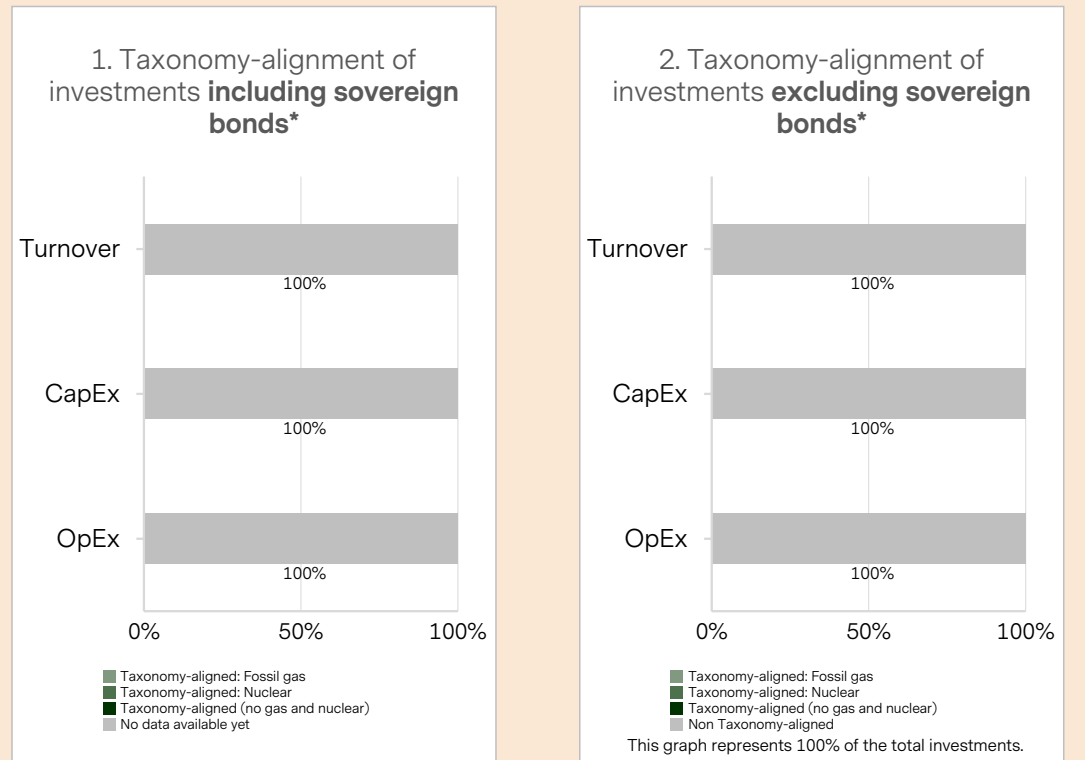 1. Taxonomy-alignment of
investments including sovereign
bonds*
Turnover
100%
CapEx
100%
OpEx
100%
0% 50% 100%
Taxonomy-aligned: Fossil gas
Taxonomy-aligned: Nuclear
Taxonomy-aligned (no gas and nuclear)
No data available yet
2. Taxonomy-alignment of
investments excluding sovereign
bonds*
Turnover
100%
CapEx
100%
OpEx
100%
0% 50% 100%
Taxonomy-aligned: Fossil gas
Taxonomy-aligned: Nuclear
Taxonomy-aligned (no gas and nuclear)
Non Taxonomy-aligned
This graph represents 100% of the total investments.